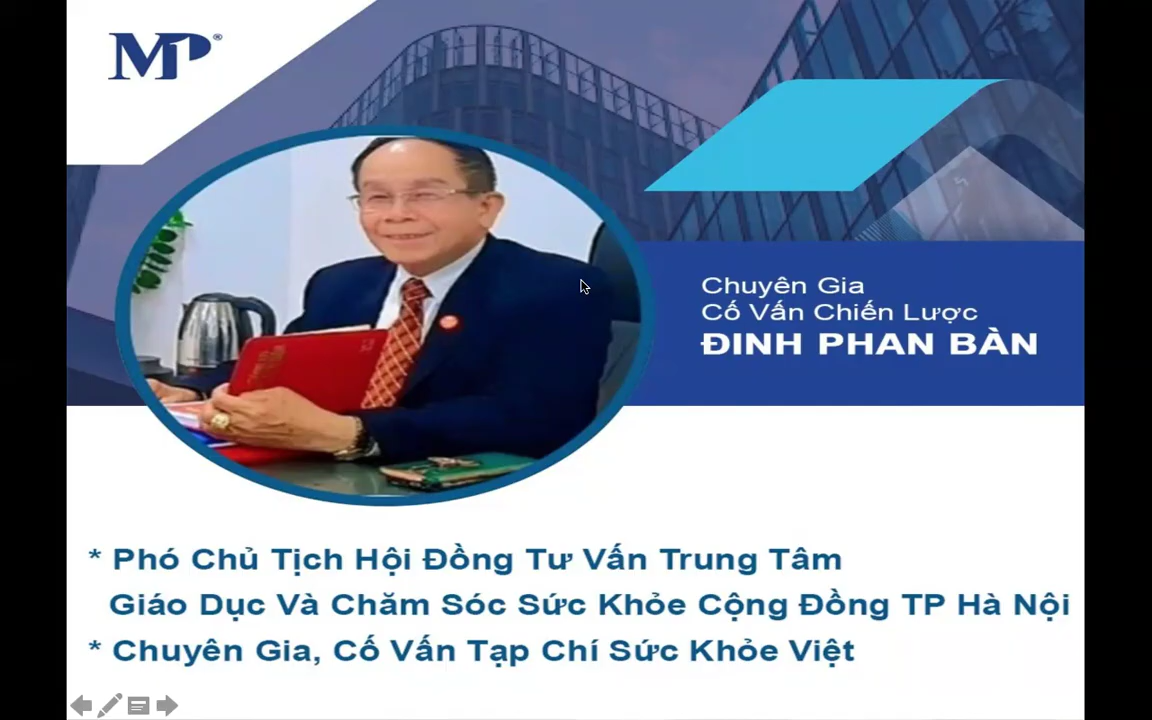 MP®
Chuyên Gia
Cố Vấn Chiến Lược
ĐINH PHAN BÀN
* Phó Chủ Tịch Hội Đồng Tư Vấn Trung Tâm
Giáo Dục Và Chăm Sóc Sức Khỏe Cộng Đồng TP Hà Nội
* Chuyên Gia, Cố Vấn Tạp Chí Sức Khỏe Việt